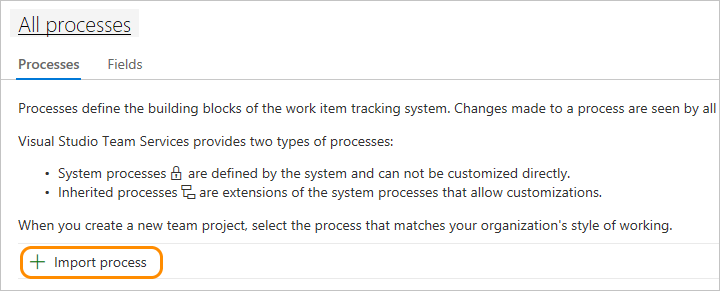 All processes
Processes Fields
Processes define the building blocks of the work item tracking system. Changes made to a process are seen by all
Visual Studio Team Services provides two types of processes:
• System processes are defined by the system and can not be customized directly.
• Inherited processes are extensions of the system processes that allow customizations.
When you create a new team project, select the process that matches your organization's style of working.
+ Import process